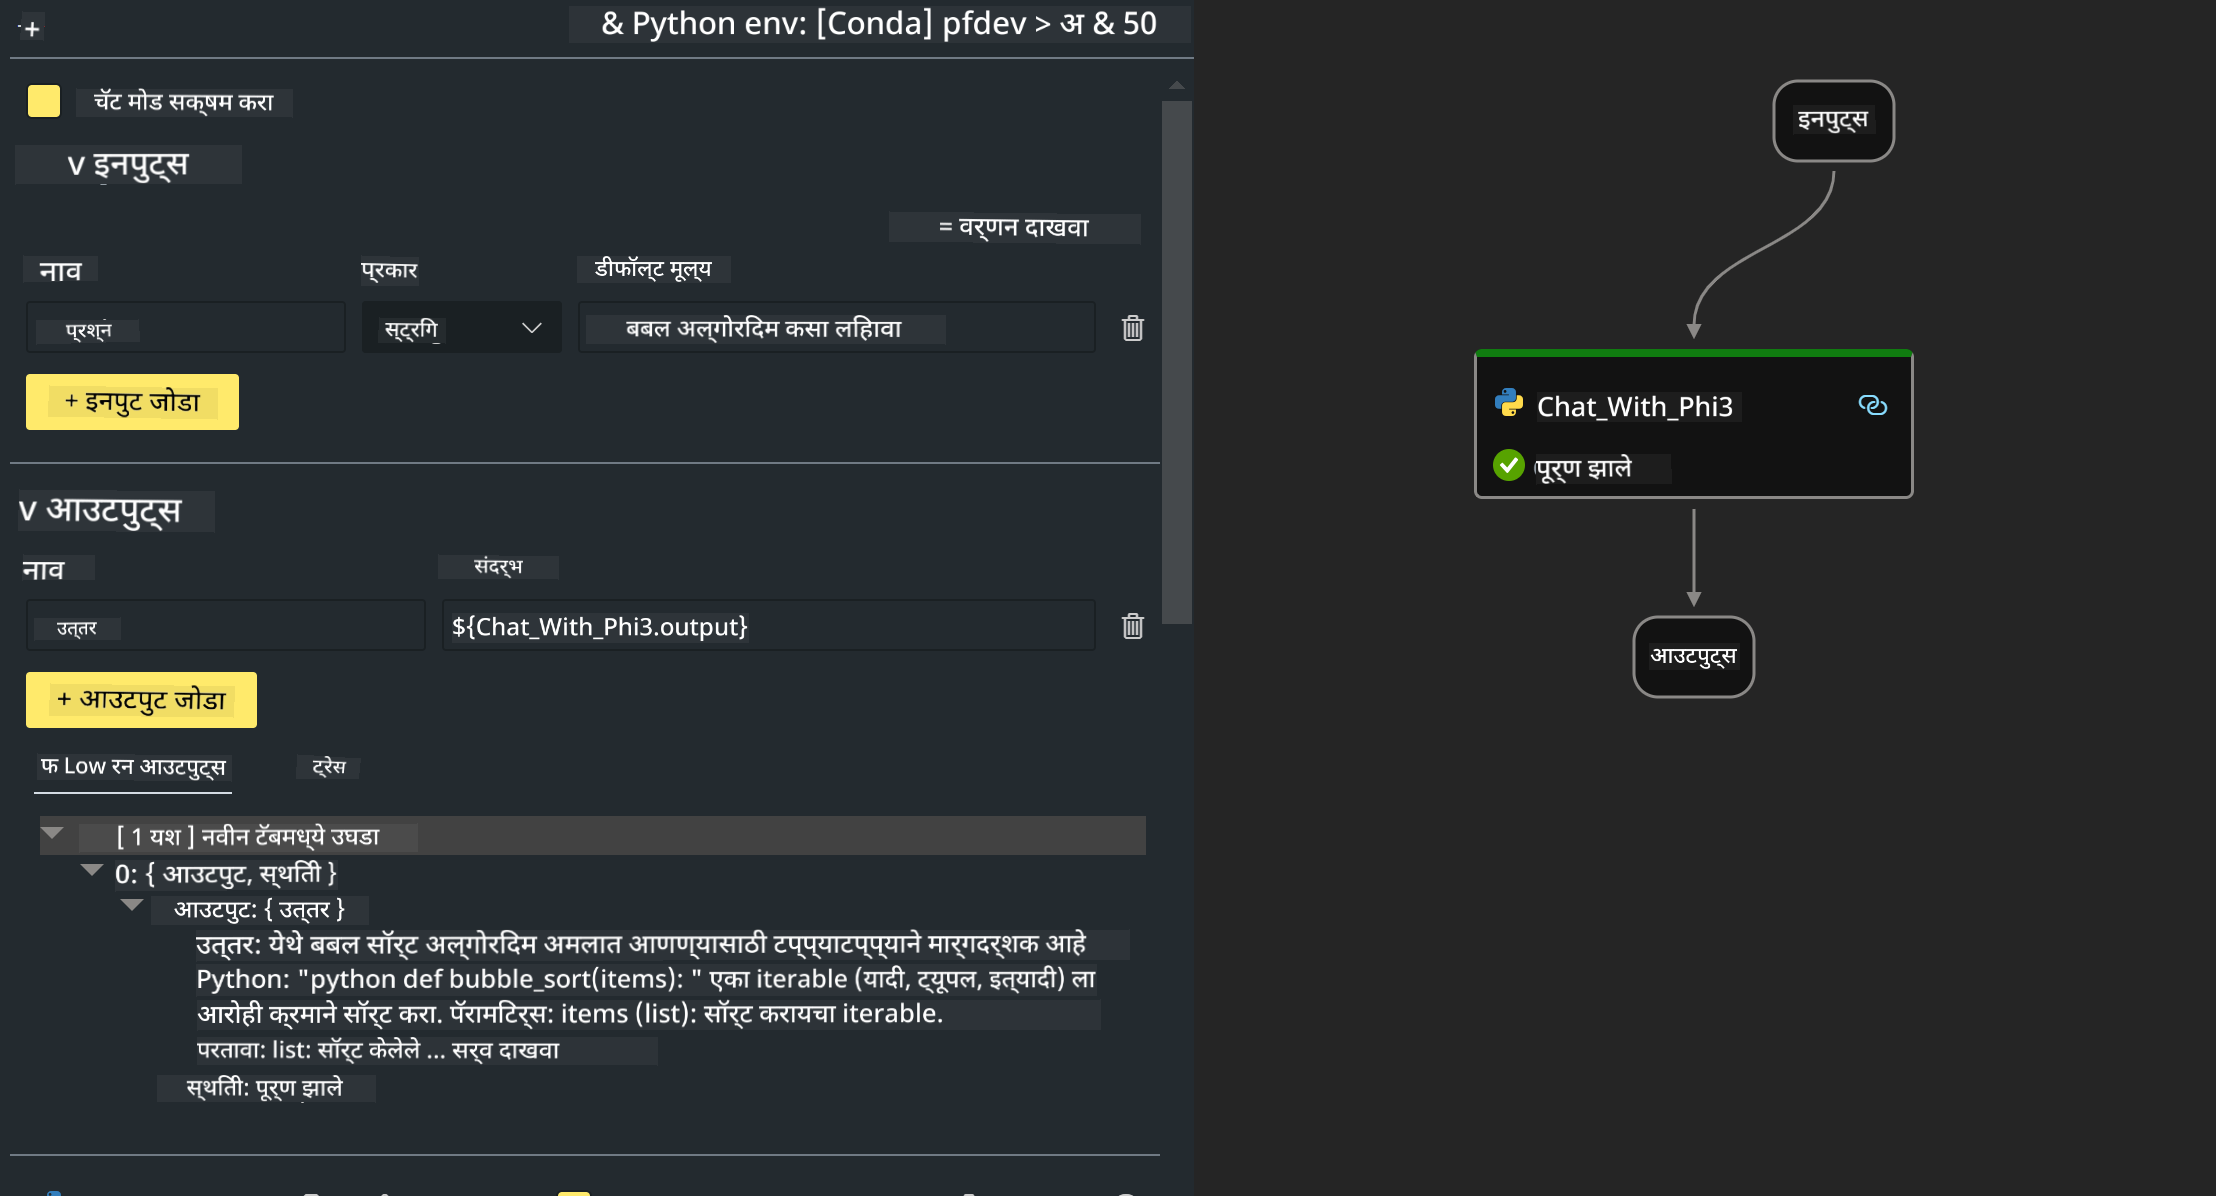 + & Python env: [Conda] pfdev > अ & 50
चॅट मोड सक्षम करा
v इनपुट्स
= वर्णन दाखवा
नाव प्रकार डीफॉल्ट मूल्य
प्रश्न स्ट्रिंग बबल अल्गोरिदम कसा लिहावा
+ इनपुट जोडा
v आउटपुट्स
नाव संदर्भ
उत्तर ${Chat_With_Phi3.output}
+ आउटपुट जोडा
फ Low रन आउटपुट्स ट्रेस
[ 1 यश ] नवीन टॅबमध्ये उघडा
0: { आउटपुट, स्थिती }
आउटपुट: { उत्तर }
उत्तर: येथे बबल सॉर्ट अल्गोरिदम अमलात आणण्यासाठी टप्प्याटप्प्याने मार्गदर्शक आहे
Python: "python def bubble_sort(items): " एका iterable (यादी, ट्यूपल, इत्यादी) ला
आरोही क्रमाने सॉर्ट करा. पॅरामिटर्स: items (list): सॉर्ट करायचा iterable.
परतावा: list: सॉर्ट केलेले ... सर्व दाखवा
स्थिती: पूर्ण झाले
इनपुट्स
Chat_With_Phi3
पूर्ण झाले
आउटपुट्स